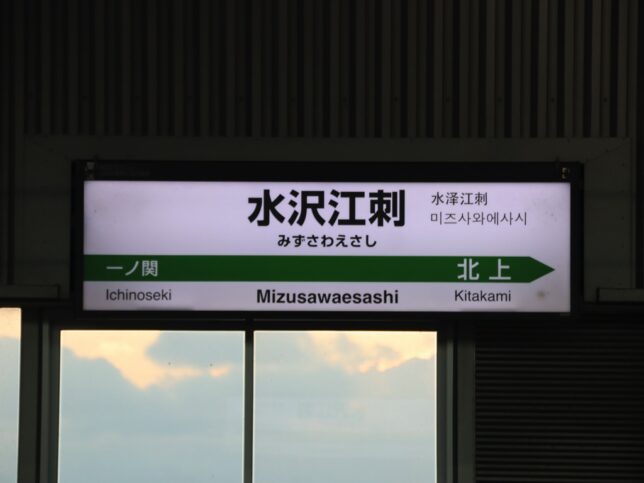 水沢江刺
水泽江刺
미즈사와에사시
みずさわえさし
一ノ関
北上
Ichinoseki
Mizusawaesashi
Kitakami